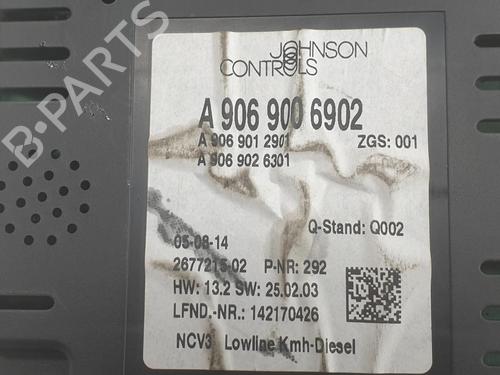 JOHNSON
CONTROLS
A 906 900 6902
A 906 901 2901 ZGS: 001
A 906 902 6301
Q-Stand: Q002
05-08-14
2677215-02 P-NR: 292
HW: 13.2 SW: 25.02.03
LFND.-NR.: 142170426
NCV3 Lowline Kmh-Diesel
B-PARTS